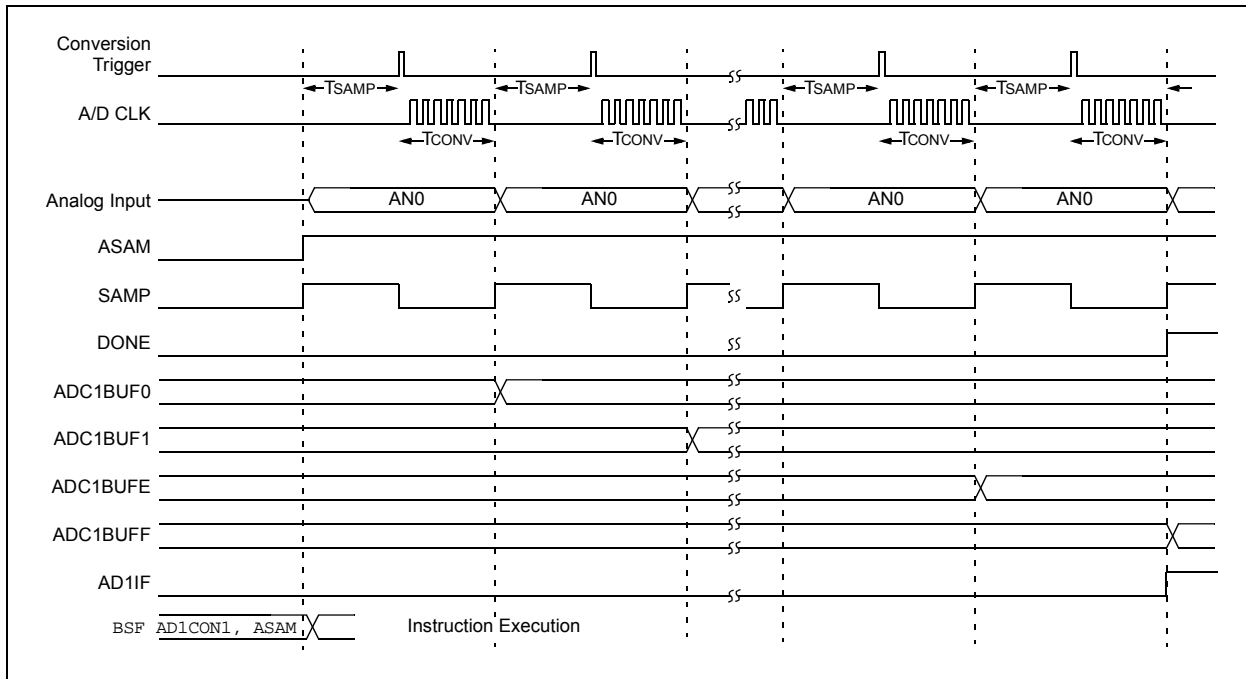 Conversion
Trigger
TSAMP TSAMP TSAMP TSAMP
A/D CLK
TCONV TCONV TCONV TCONV
Analog Input AN0 AN0 AN0 AN0
ASAM
SAMP
DONE
ADC1BUF0
ADC1BUF1
ADC1BUFE
ADC1BUFF
AD1IF
BSF AD1CON1, ASAM Instruction Execution